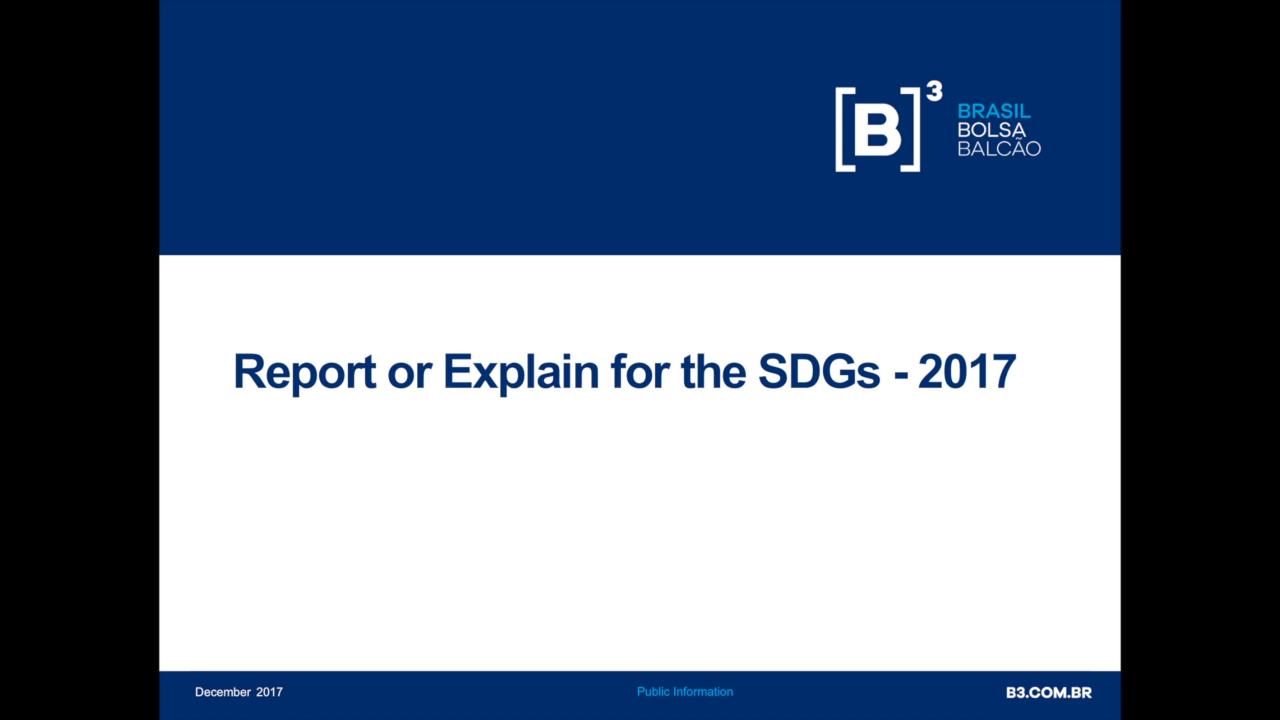 [B]³
BRASIL
BOLSA
BALCÃO
Report or Explain for the SDGs - 2017
December 2017
Public Information
B3.COM.BR